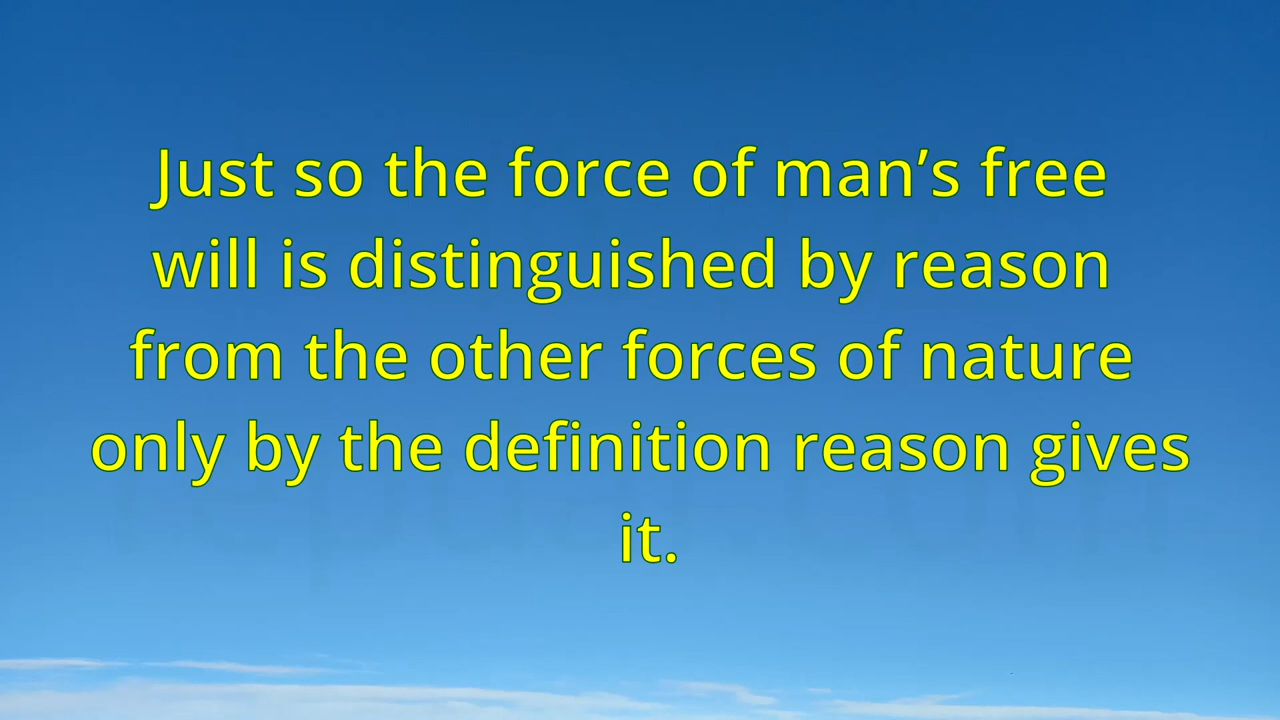 Just so the force of man’s free
will is distinguished by reason
from the other forces of nature
only by the definition reason gives
it.